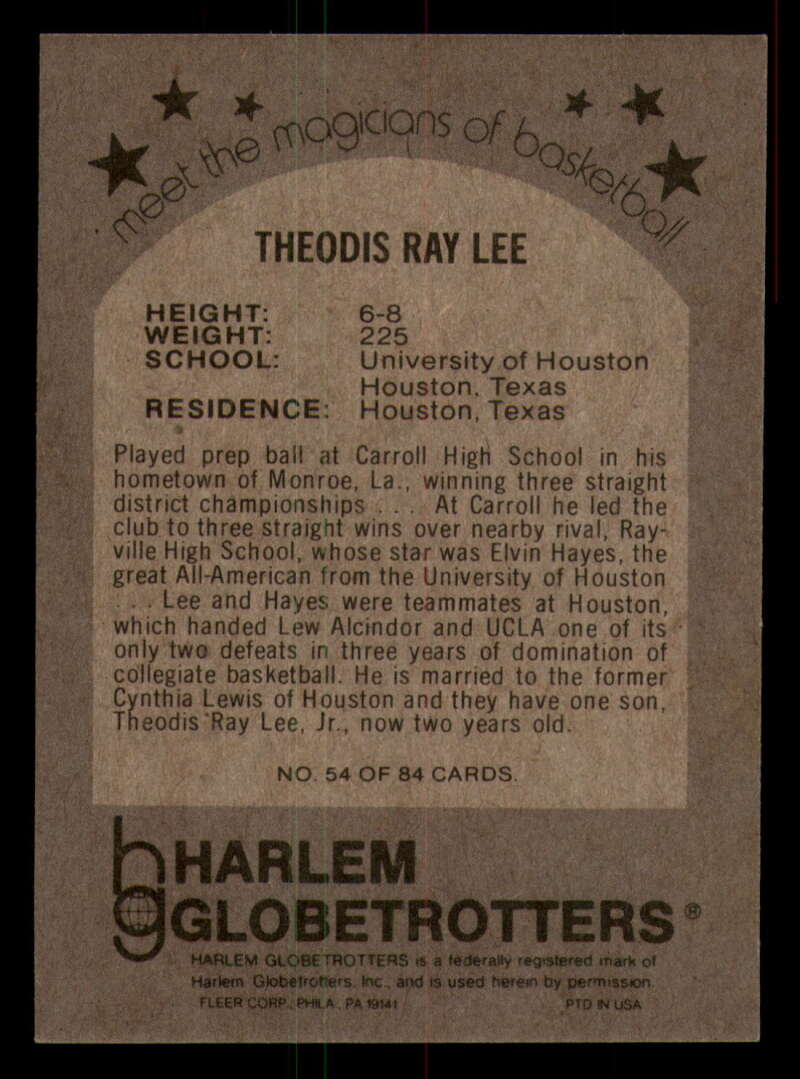 meet the magicians of basketball
THEODIS RAY LEE
HEIGHT: 6-8
WEIGHT: 225
SCHOOL: University of Houston
Houston, Texas
RESIDENCE: Houston, Texas
Played prep ball at Carroll High School in his
hometown of Monroe, La., winning three straight
district championships . . . At Carroll he led the
club to three straight wins over nearby rival, Ray-
ville High School, whose star was Elvin Hayes, the
great All-American from the University of Houston
. . . Lee and Hayes were teammates at Houston,
which handed Lew Alcindor and UCLA one of its
only two defeats in three years of domination of
collegiate basketball. He is married to the former
Cynthia Lewis of Houston and they have one son,
Theodis Ray Lee, Jr., now two years old.
NO. 54 OF 84 CARDS.
hg HARLEM
GLOBETROTTERS®
HARLEM GLOBETROTTERS is a federally registered mark of
Harlem Globetrotters, Inc., and is used herein by permission.
FLEER CORP., PHILA., PA 19141 PTD IN USA